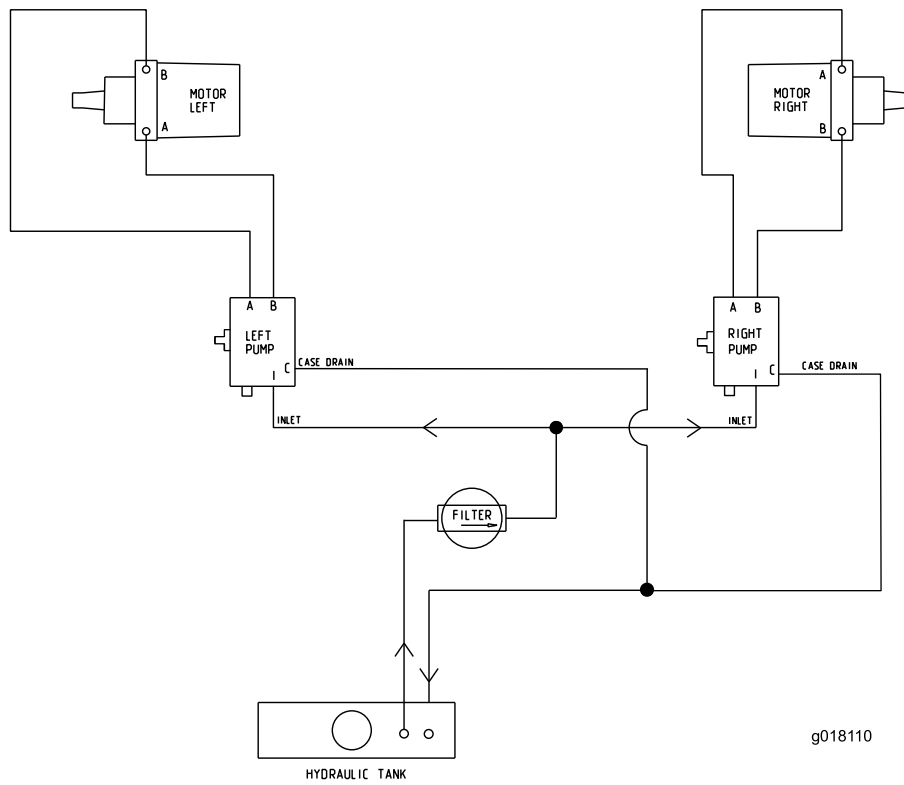 B
MOTOR
LEFT
A
A
MOTOR
RIGHT
B
A B
LEFT
PUMP
C
I
CASE DRAIN
INLET
A B
RIGHT
PUMP
I C
CASE DRAIN
INLET
FILTER
HYDRAULIC TANK
g018110